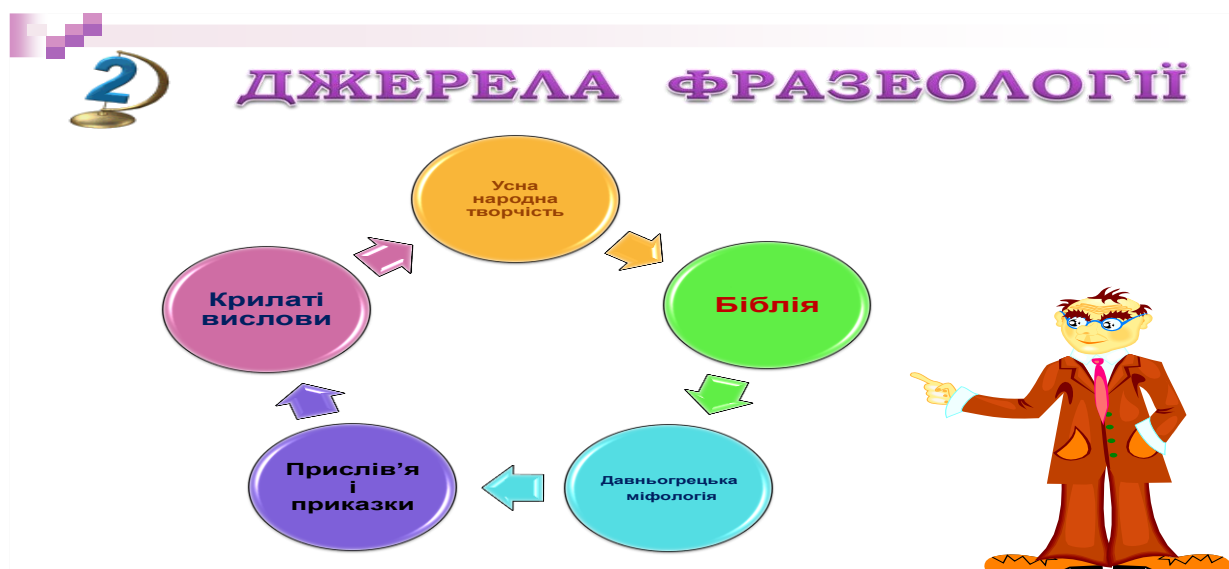 2
ДЖЕРЕЛА ФРАЗЕОЛОГІЇ
Усна
народна
творчість
Біблія
Давньогрецька
міфологія
Прислів’я
і
приказки
Крилаті
вислови